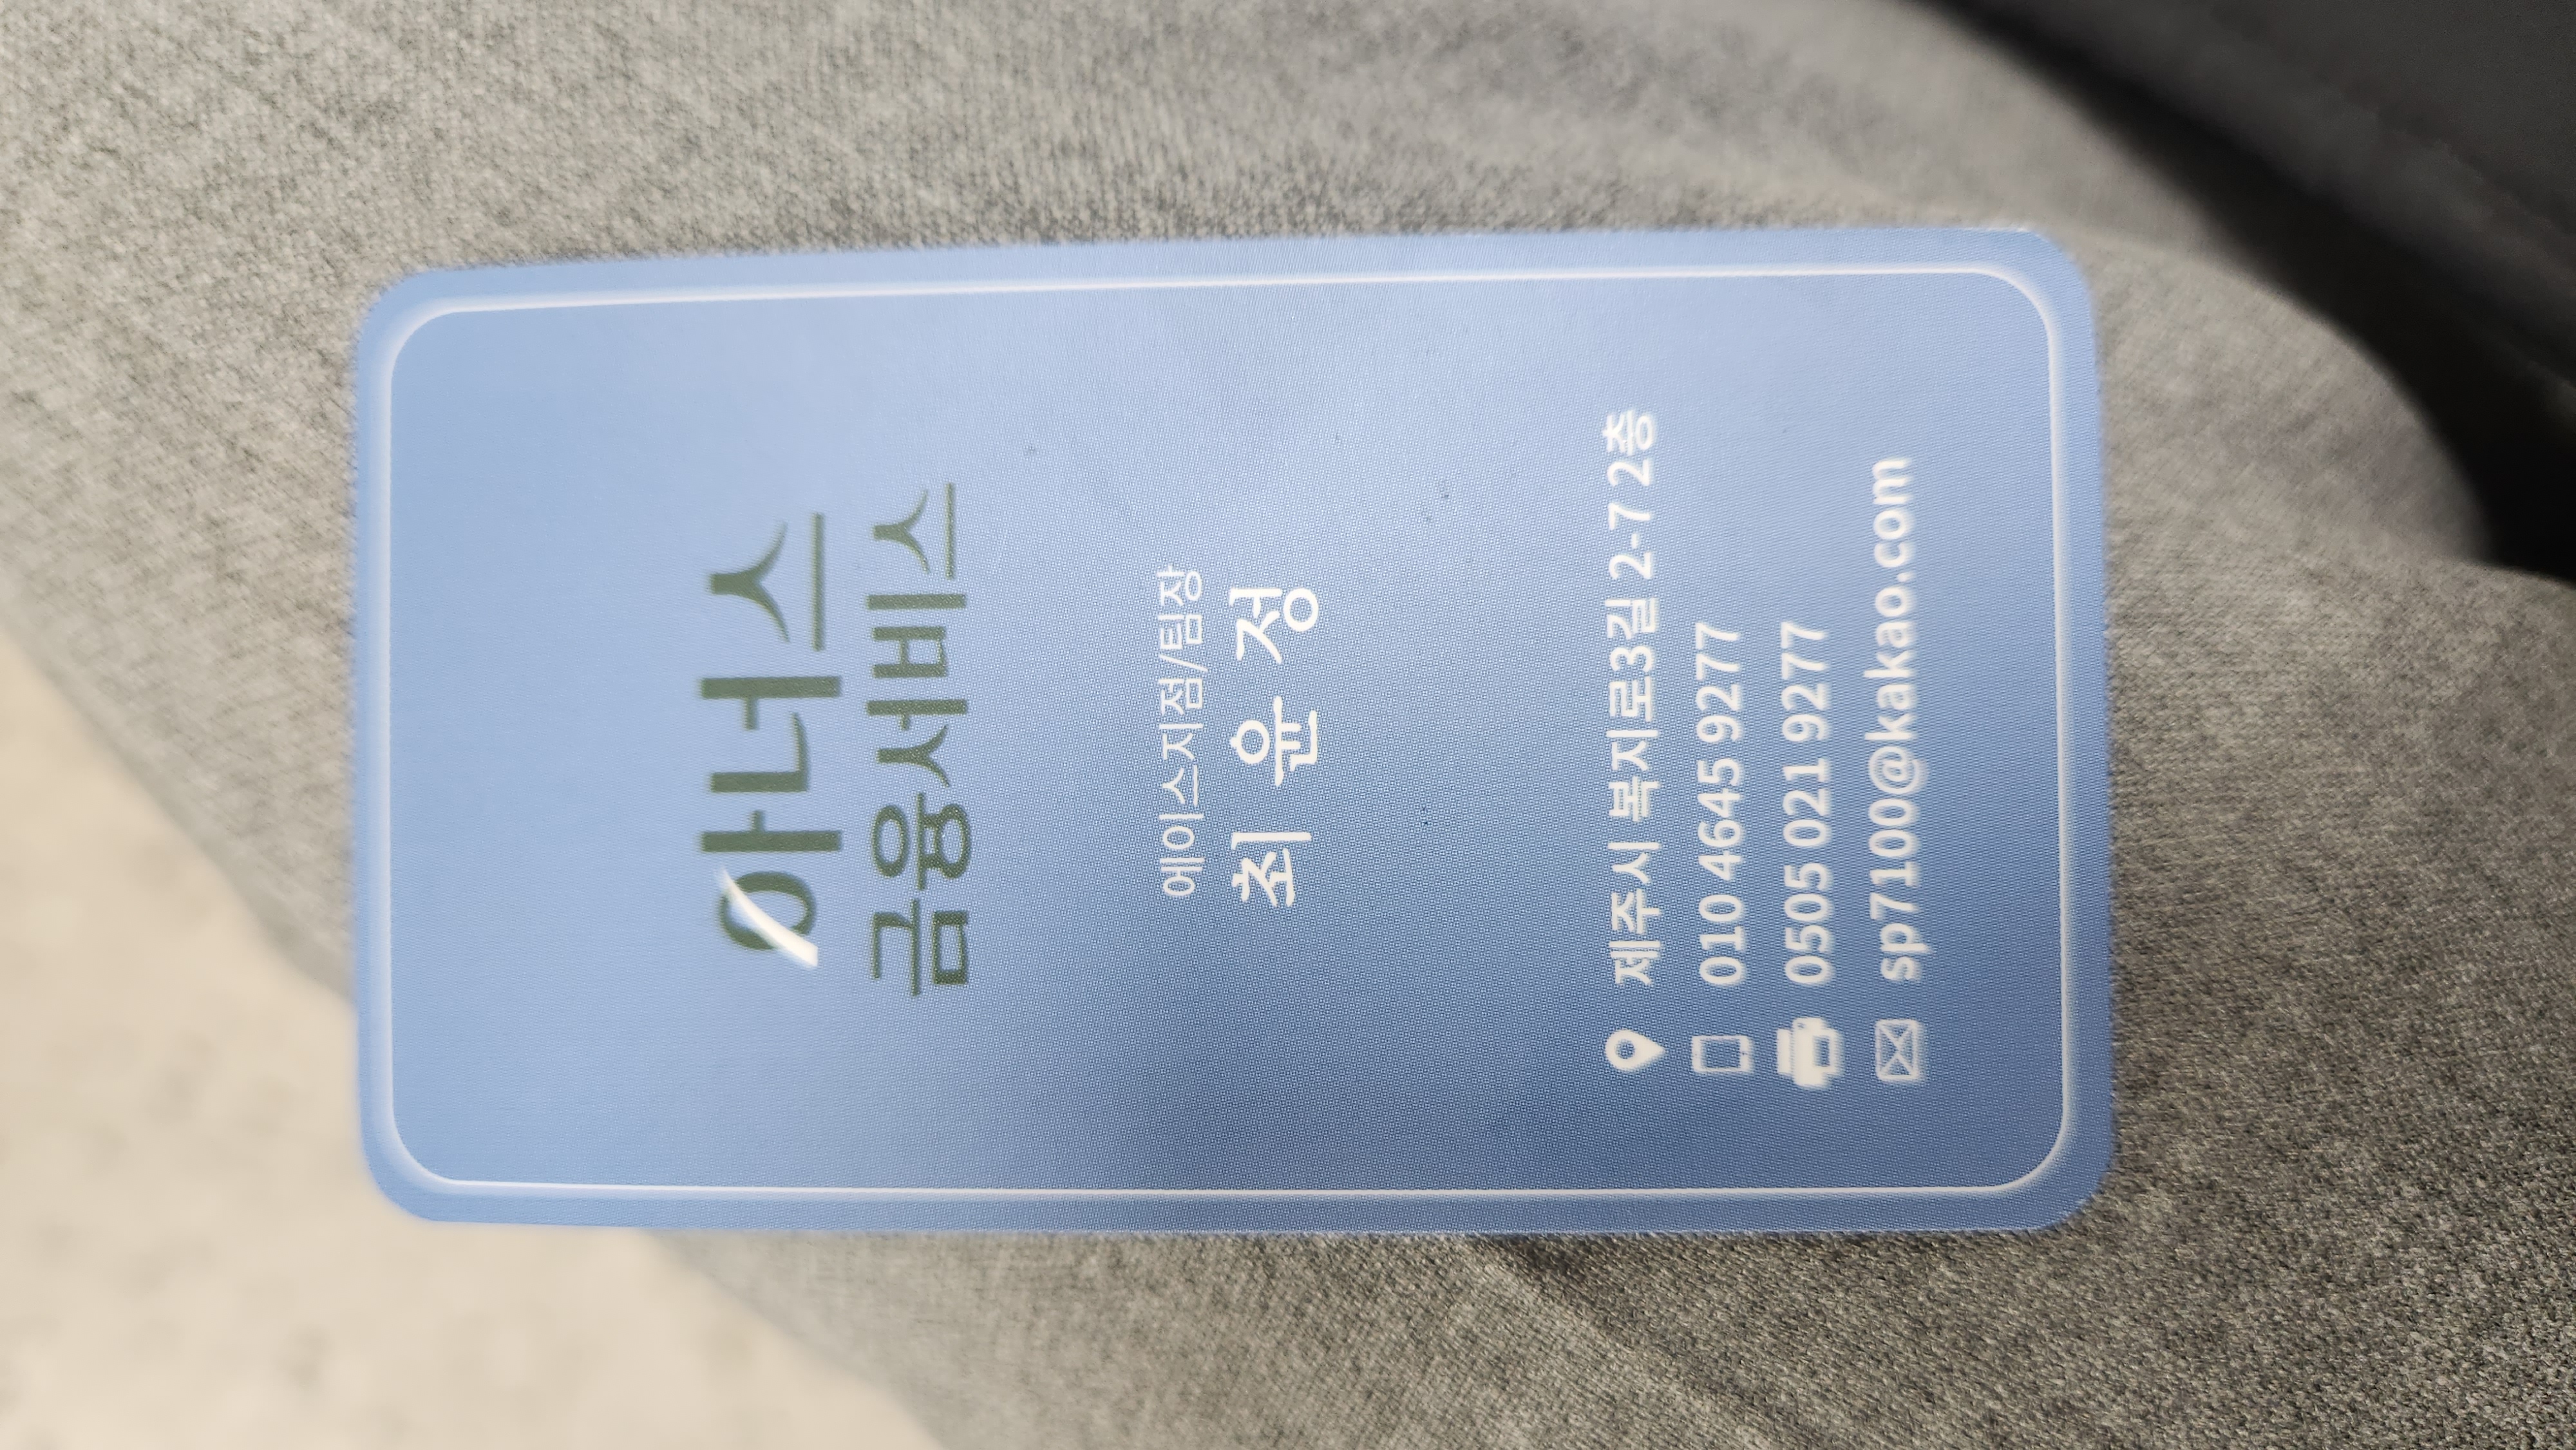 아너스
금융서비스
에이스지점/팀장
최윤정
제주시 복지로3길 2-7 2층
010 4645 9277
0505 021 9277
sp7100@kakao.com